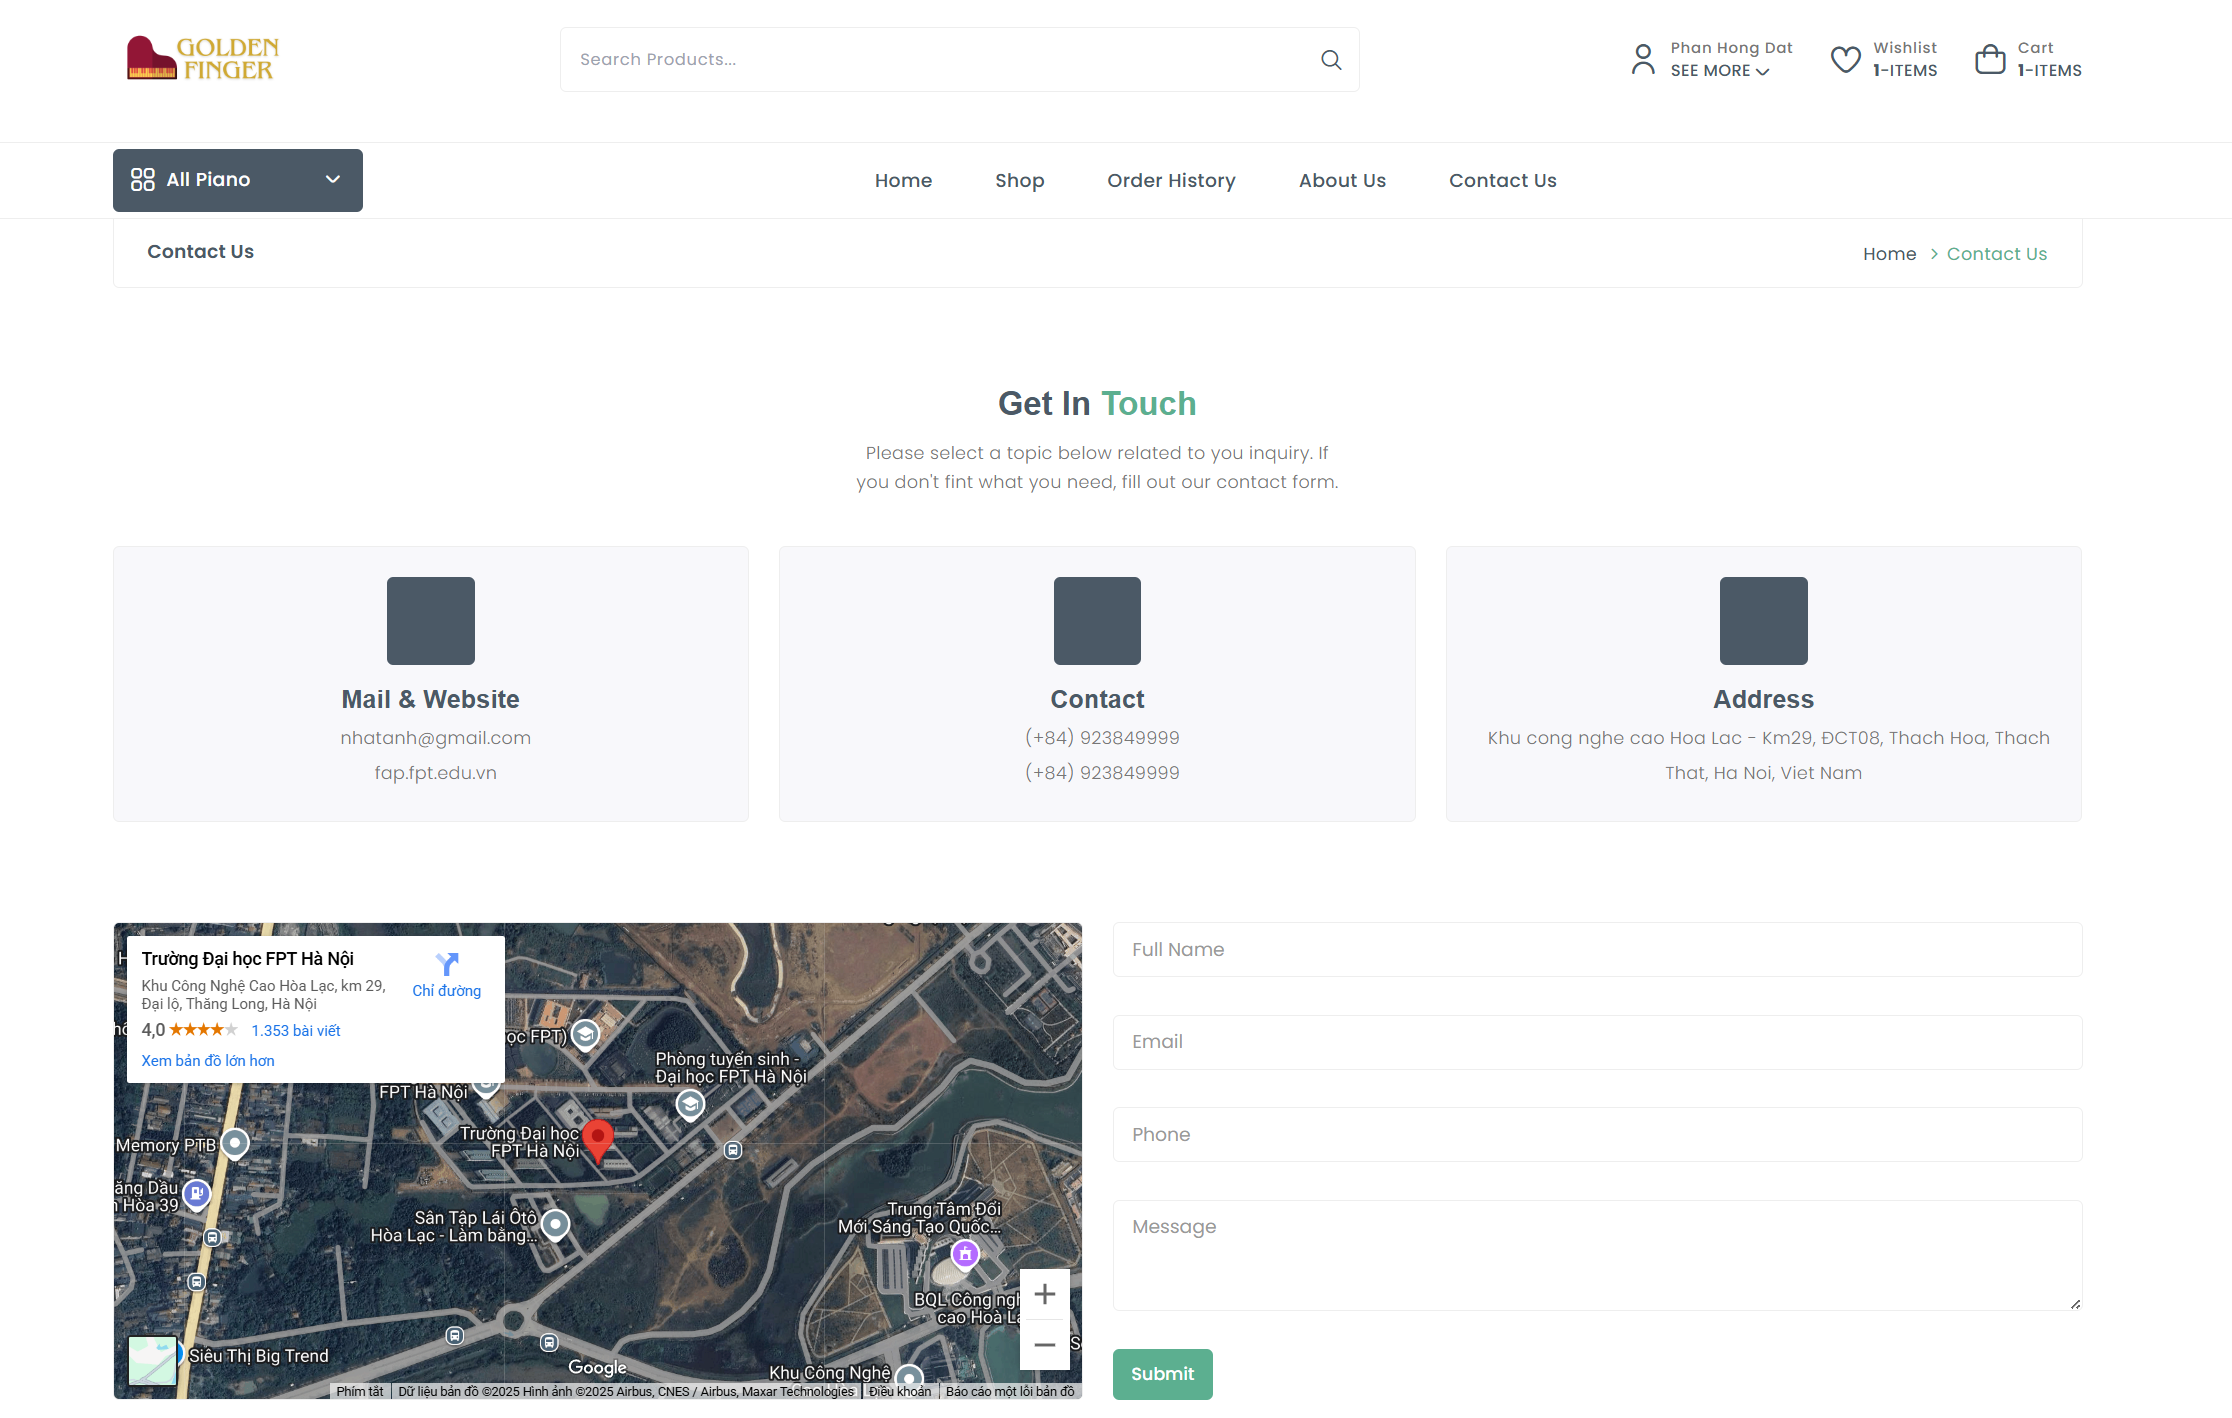 GOLDEN
FINGER
Search Products...
Phan Hong Dat
SEE MORE
Wishlist
1-ITEMS
Cart
1-ITEMS
All Piano
Home
Shop
Order History
About Us
Contact Us
Contact Us
Home > Contact Us
Get In Touch
Please select a topic below related to you inquiry. If
you don't fint what you need, fill out our contact form.
Mail & Website
nhatanh@gmail.com
fap.fpt.edu.vn
Contact
(+84) 923849999
(+84) 923849999
Address
Khu cong nghe cao Hoa Lac - Km29, ĐCT08, Thach Hoa, Thach
That, Ha Noi, Viet Nam
Trường Đại học FPT Hà Nội
Khu Công Nghệ Cao Hòa Lạc, km 29,
Đại lộ, Thăng Long, Hà Nội
4,0
1.353 bài viết
Xem bản đồ lớn hơn
Chỉ đường
ọc FPT)
Phòng tuyển sinh -
Đại học FPT Hà Nội
FPT Hà Nội
Trường Đại học
FPT Hà Nội
Memory PTB
ăng Dầu
Hòa 39
Sân Tập Lái Ôtô
Hòa Lạc - Làm bằng...
Trung Tâm Đổi
Mới Sáng Tạo Quốc...
BQL Công ngh
cao Hoà Lạ
Siêu Thị Big Trend
Google
Khu Công Nghệ
Phím tắt
Dữ liệu bản đồ ©2025 Hình ảnh ©2025 Airbus, CNES / Airbus, Maxar Technologies
Điều khoản
Báo cáo một lỗi bản đồ
Full Name
Email
Phone
Message
Submit